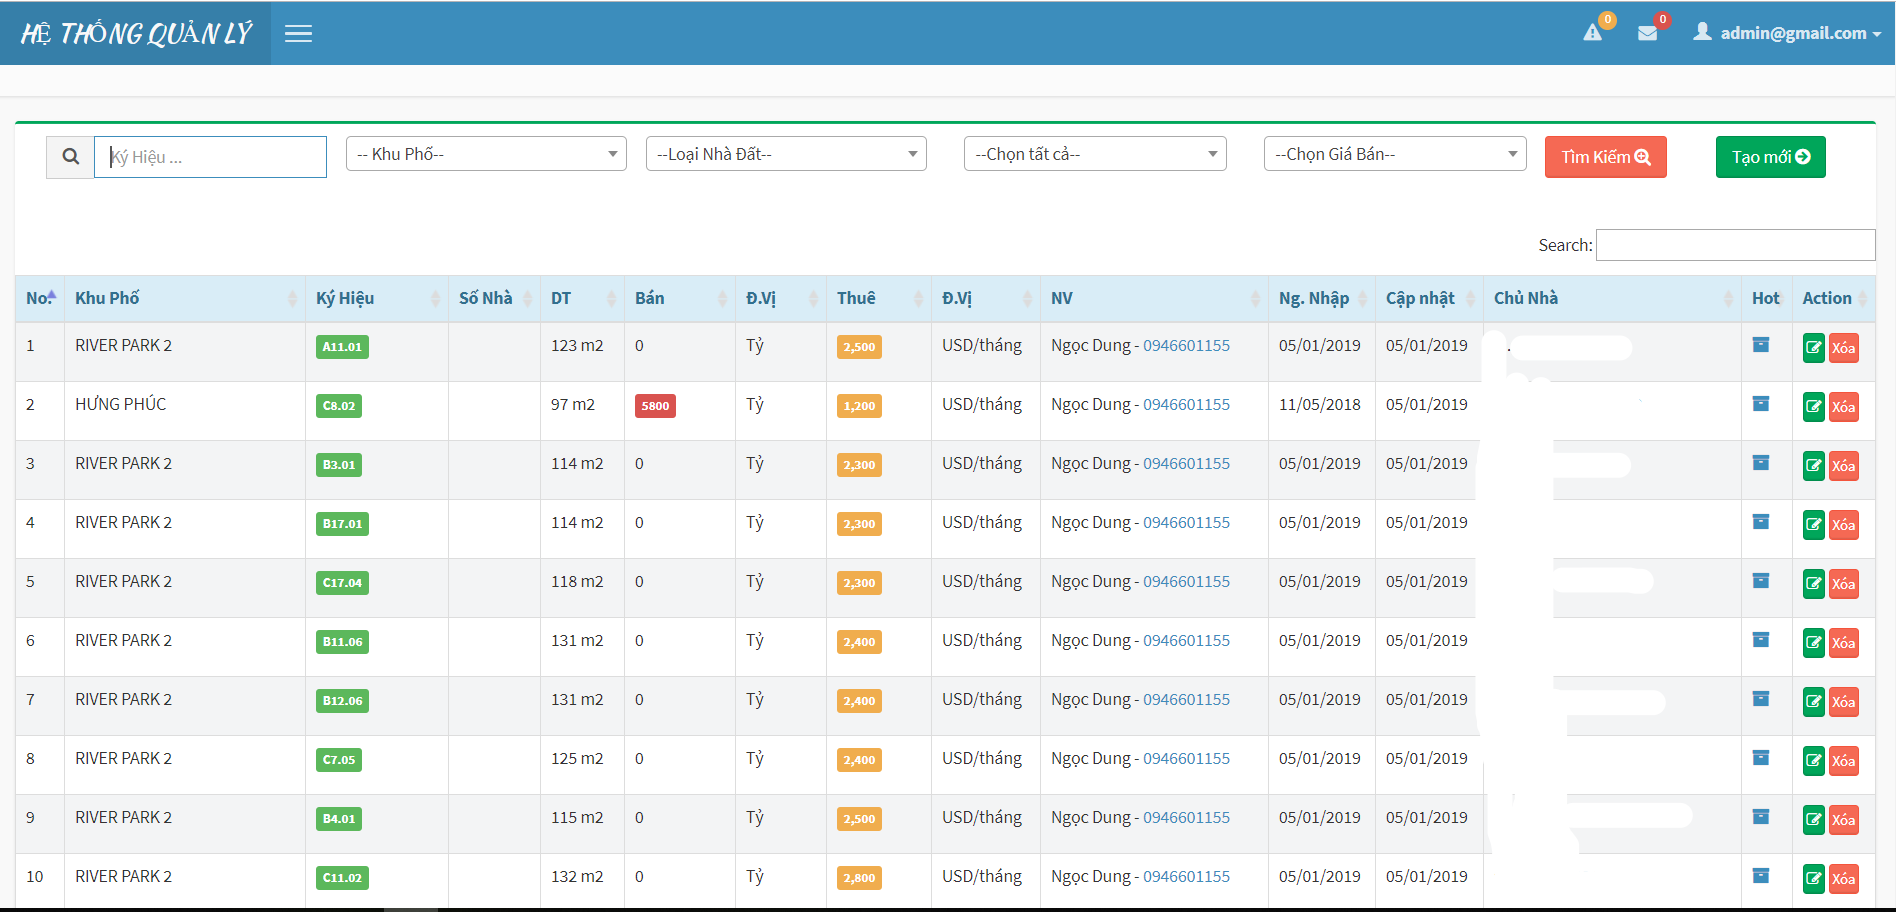 HỆ THỐNG QUẢN LÝ 0 0 admin@gmail.com
Ký Hiệu ... -- Khu Phố-- --Loại Nhà Đất-- --Chọn tất cả-- --Chọn Giá Bán-- Tìm Kiếm Tạo mới
Search:
No. Khu Phố Ký Hiệu Số Nhà DT Bán Đ.Vị Thuê Đ.Vị NV Ng. Nhập Cập nhật Chủ Nhà Hot Action
1 RIVER PARK 2 A11.01 123 m2 0 Tỷ 2,500 USD/tháng Ngọc Dung - 0946601155 05/01/2019 05/01/2019 Xóa
2 HƯNG PHÚC C8.02 97 m2 5800 Tỷ 1,200 USD/tháng Ngọc Dung - 0946601155 11/05/2018 05/01/2019 Xóa
3 RIVER PARK 2 B3.01 114 m2 0 Tỷ 2,300 USD/tháng Ngọc Dung - 0946601155 05/01/2019 05/01/2019 Xóa
4 RIVER PARK 2 B17.01 114 m2 0 Tỷ 2,300 USD/tháng Ngọc Dung - 0946601155 05/01/2019 05/01/2019 Xóa
5 RIVER PARK 2 C17.04 118 m2 0 Tỷ 2,300 USD/tháng Ngọc Dung - 0946601155 05/01/2019 05/01/2019 Xóa
6 RIVER PARK 2 B11.06 131 m2 0 Tỷ 2,400 USD/tháng Ngọc Dung - 0946601155 05/01/2019 05/01/2019 Xóa
7 RIVER PARK 2 B12.06 131 m2 0 Tỷ 2,400 USD/tháng Ngọc Dung - 0946601155 05/01/2019 05/01/2019 Xóa
8 RIVER PARK 2 C7.05 125 m2 0 Tỷ 2,400 USD/tháng Ngọc Dung - 0946601155 05/01/2019 05/01/2019 Xóa
9 RIVER PARK 2 B4.01 115 m2 0 Tỷ 2,500 USD/tháng Ngọc Dung - 0946601155 05/01/2019 05/01/2019 Xóa
10 RIVER PARK 2 C11.02 132 m2 0 Tỷ 2,800 USD/tháng Ngọc Dung - 0946601155 05/01/2019 05/01/2019 Xóa